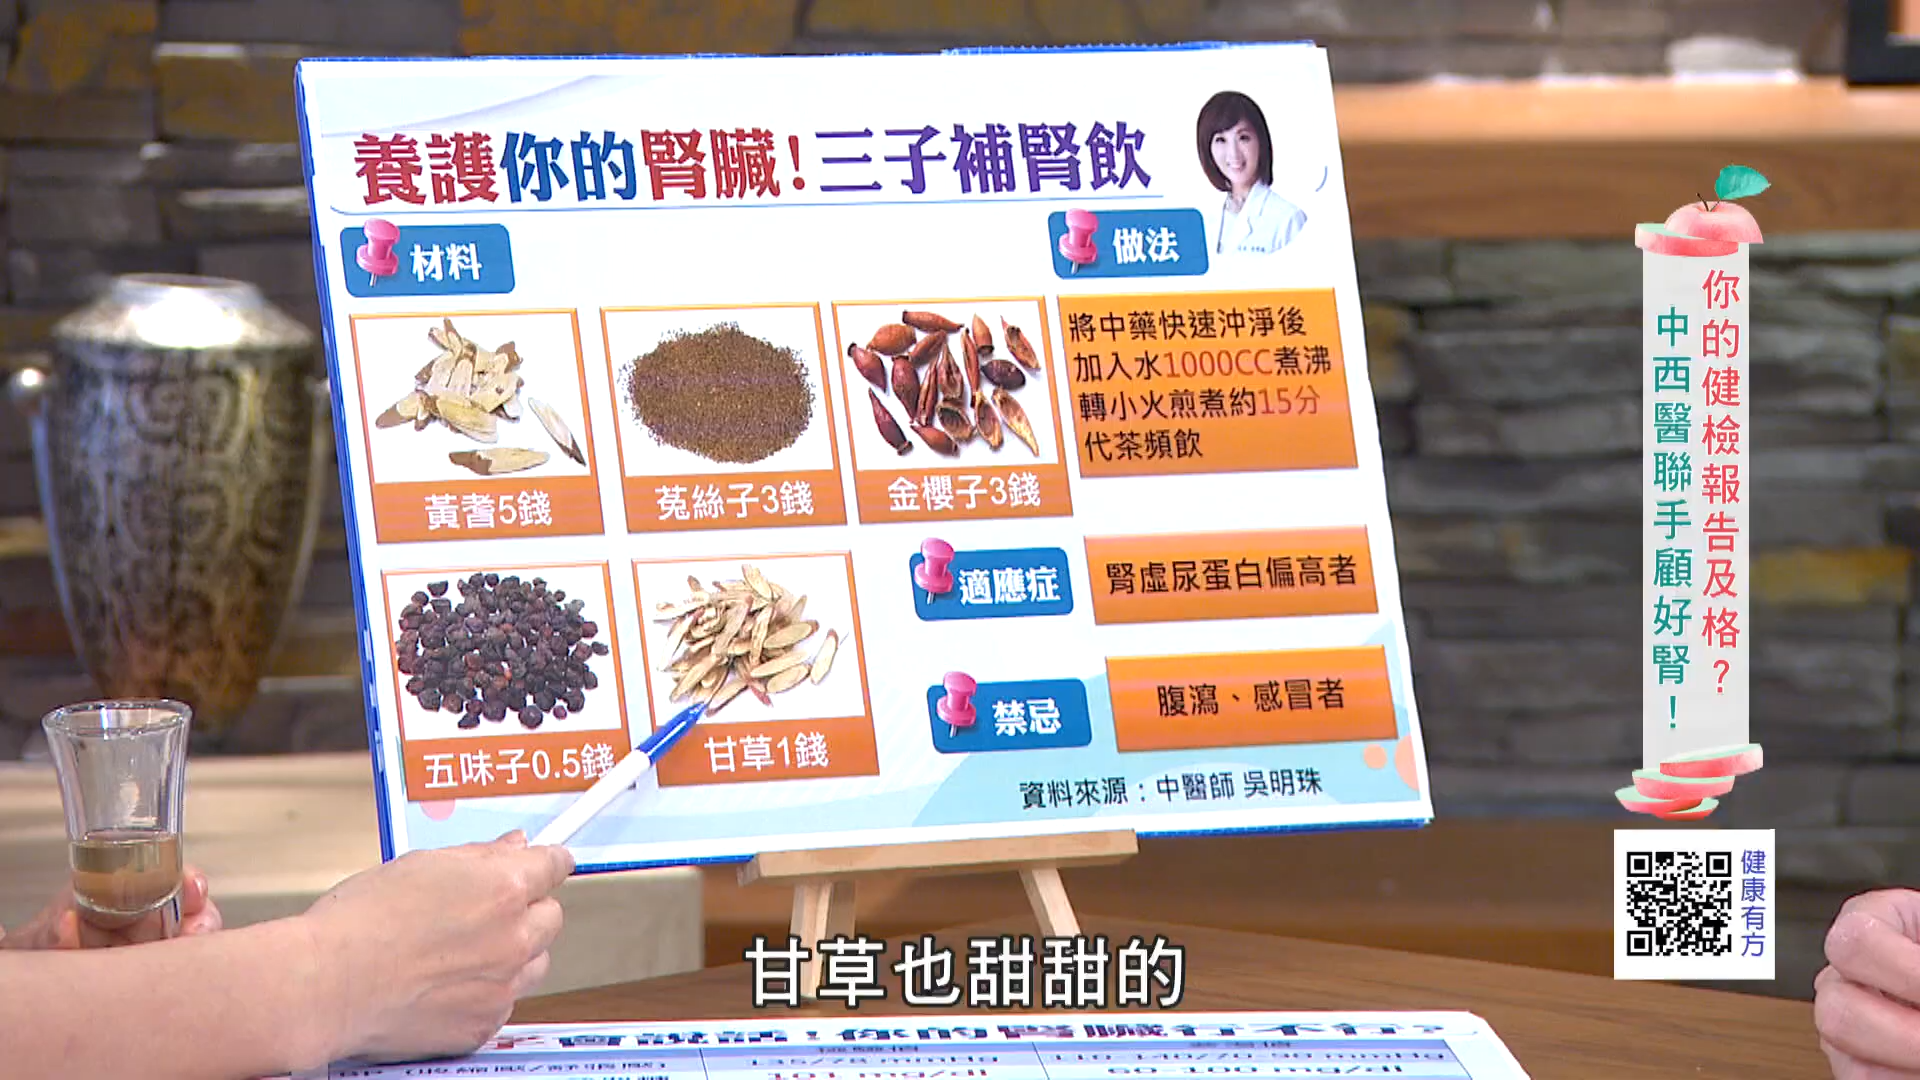 養護你的腎臟!三子補腎飲
材料
黃耆5錢
菟絲子3錢
金櫻子3錢
五味子0.5錢
甘草1錢
做法
將中藥快速沖淨後
加入水1000CC煮沸
轉小火煎煮約15分
代茶頻飲
適應症
腎虛尿蛋白偏高者
禁忌
腹瀉、感冒者
資料來源：中醫師 吳明珠
你的健檢報告及格？
中西醫聯手顧好腎！
健康有方
甘草也甜甜的